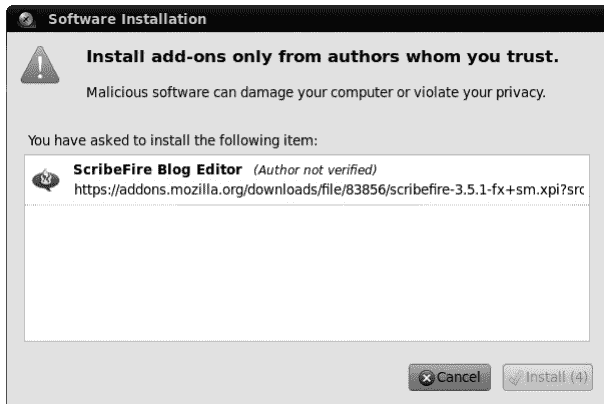 Software Installation
Install add-ons only from authors whom you trust.
Malicious software can damage your computer or violate your privacy.
You have asked to install the following item:
ScribeFire Blog Editor (Author not verified)
https://addons.mozilla.org/downloads/file/83856/scribefire-3.5.1-fx+sm.xpi?src
Cancel Install (4)